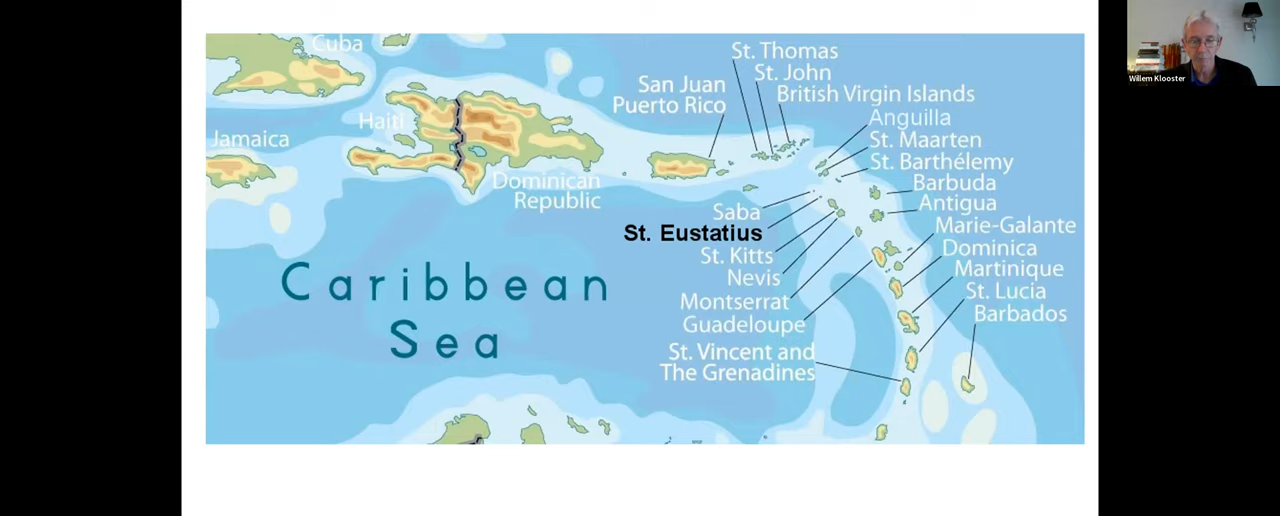 Cuba
Jamaica
Haiti
Dominican
Republic
San Juan
Puerto Rico
St. Thomas
St. John
British Virgin Islands
Anguilla
St. Maarten
St. Barthélemy
Barbuda
Antigua
Marie-Galante
Dominica
Martinique
St. Lucia
Barbados
Saba
St. Eustatius
St. Kitts
Nevis
Montserrat
Guadeloupe
St. Vincent and
The Grenadines
Caribbean
Sea
Willem Klooster